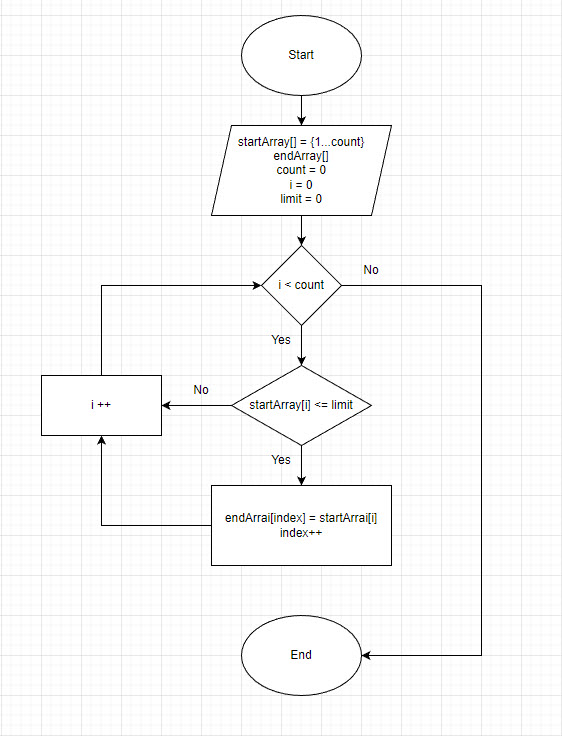 Start
startArray[] = {1...count}
endArray[]
count = 0
i = 0
limit = 0
i < count
No
Yes
startArray[i] <= limit
No
i ++
Yes
endArrai[index] = startArrai[i]
index++
End